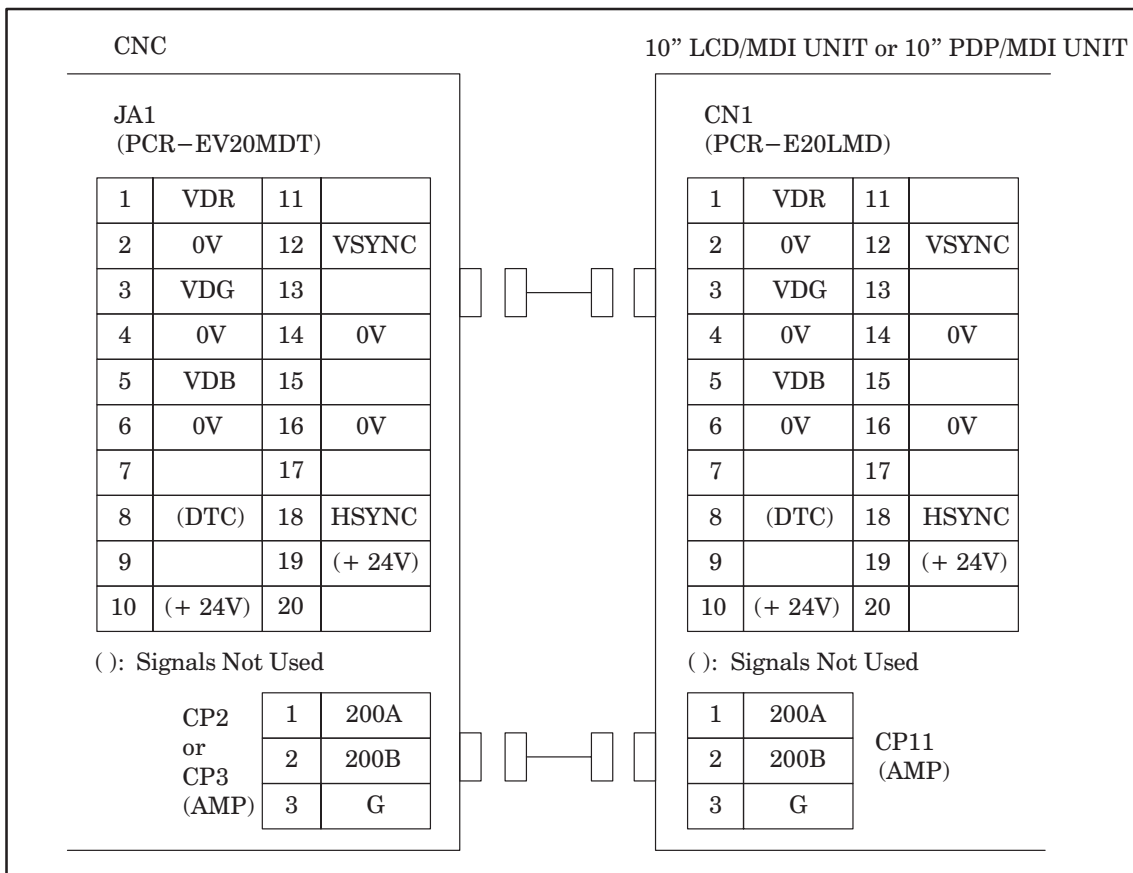 CNC
10” LCD/MDI UNIT or 10” PDP/MDI UNIT
JA1
(PCR−EV20MDT)
1 VDR 11
2 0V 12 VSYNC
3 VDG 13
4 0V 14 0V
5 VDB 15
6 0V 16 0V
7 17
8 (DTC) 18 HSYNC
9 19 (+ 24V)
10 (+ 24V) 20
( ): Signals Not Used
CP2
or
CP3
(AMP)
1 200A
2 200B
3 G
CN1
(PCR−E20LMD)
1 VDR 11
2 0V 12 VSYNC
3 VDG 13
4 0V 14 0V
5 VDB 15
6 0V 16 0V
7 17
8 (DTC) 18 HSYNC
9 19 (+ 24V)
10 (+ 24V) 20
( ): Signals Not Used
1 200A
2 200B
3 G
CP11
(AMP)